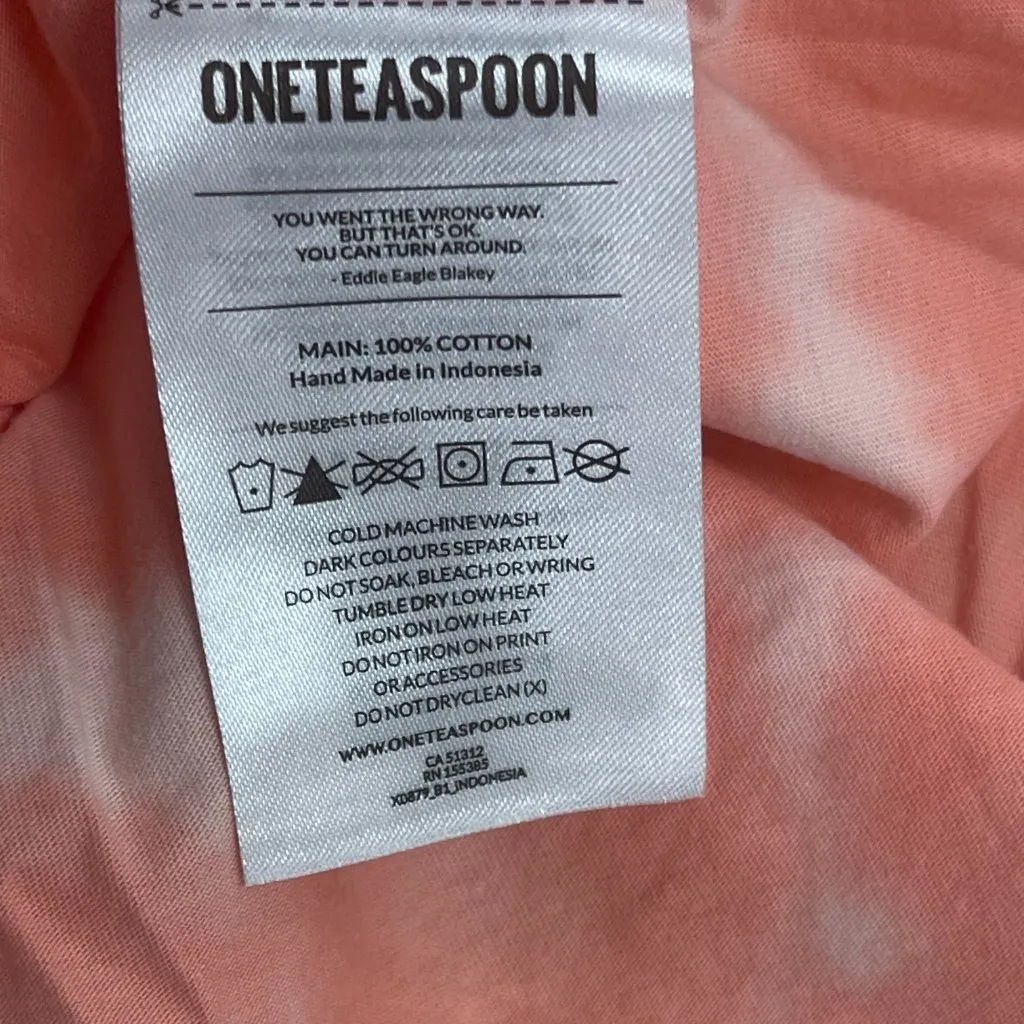 ONETEASPOON
YOU WENT THE WRONG WAY.
BUT THAT'S OK.
YOU CAN TURN AROUND.
- Eddie Eagle Blakey
MAIN: 100% COTTON
Hand Made in Indonesia
We suggest the following care be taken
COLD MACHINE WASH
DARK COLOURS SEPARATELY
DO NOT SOAK, BLEACH OR WRING
TUMBLE DRY LOW HEAT
IRON ON LOW HEAT
DO NOT IRON ON PRINT
OR ACCESSORIES
DO NOT DRYCLEAN (X)
WWW.ONETEASPOON.COM
CA 51312
RN 155385
XD879_B1_INDONESIA